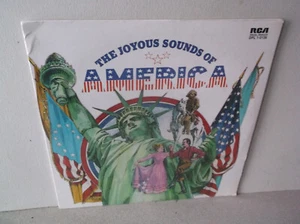 THE JOYOUS SOUNDS OF
AMERICA
RCA